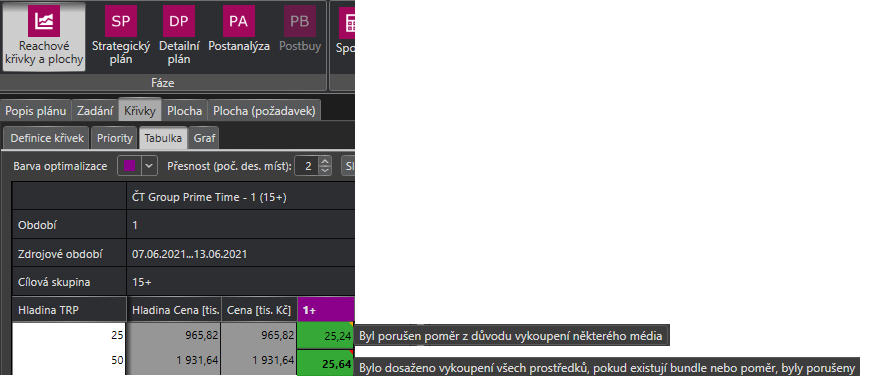 SP DP PA PB
Reachové křivky a plochy Strategický plán Detailní plán Postanalýza Postbuy Spo
Fáze
Popis plánu Zadání Křivky Plocha Plocha (požadavek)
Definice křivek Priority Tabulka Graf
Barva optimalizace Přesnost (poč. des. míst): 2 Sl
ČT Group Prime Time - 1 (15+)
Období 1
Zdrojové období 07.06.2021...13.06.2021
Cílová skupina 15+
Hladina TRP Hladina Cena [tis. Cena [tis. Kč] 1+
25 965,82 965,82 25,24 Byl porušen poměr z důvodu vykoupení některého média
50 1 931,64 1 931,64 25,64 Bylo dosaženo vykoupení všech prostředků, pokud existují bundle nebo poměr, byly porušeny